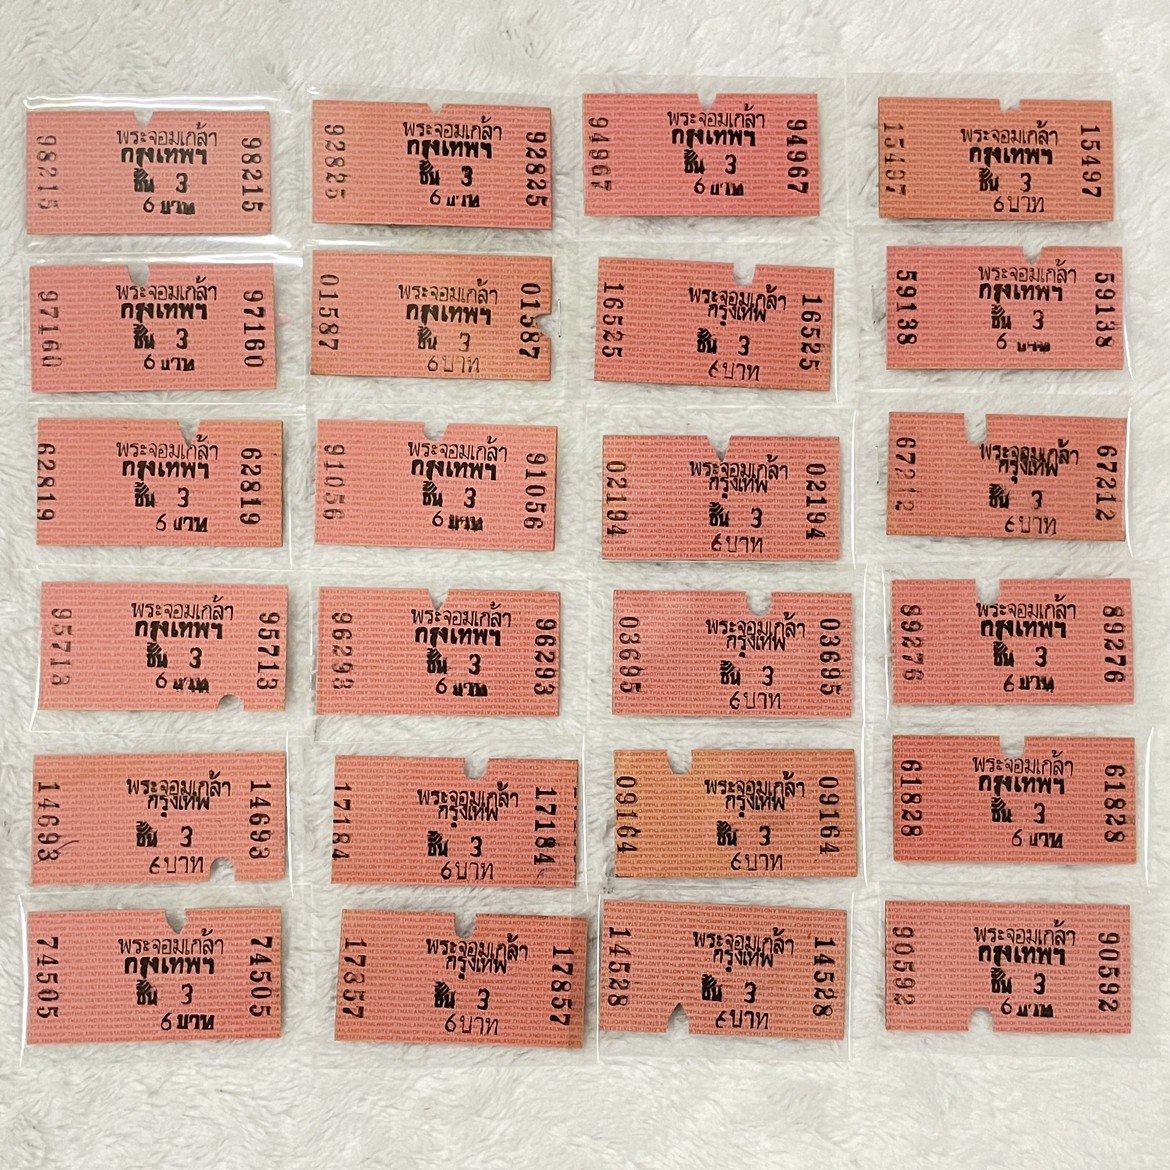 98215
พระจอมเกล้า
กรุงเทพฯ
ชั้น 3
6 บาท
98215
92825
พระจอมเกล้า
กรุงเทพฯ
ชั้น 3
6 บาท
92825
94967
พระจอมเกล้า
กรุงเทพฯ
ชั้น 3
6 บาท
94967
15497
พระจอมเกล้า
กรุงเทพฯ
ชั้น 3
6 บาท
15497
97160
พระจอมเกล้า
กรุงเทพฯ
ชั้น 3
6 บาท
97160
01587
พระจอมเกล้า
กรุงเทพฯ
ชั้น 3
6 บาท
01587
16525
พระจอมเกล้า
กรุงเทพ
ชั้น 3
6 บาท
16525
59138
พระจอมเกล้า
กรุงเทพฯ
ชั้น 3
6 บาท
59138
62819
พระจอมเกล้า
กรุงเทพฯ
ชั้น 3
6 บาท
62819
91056
พระจอมเกล้า
กรุงเทพฯ
ชั้น 3
6 บาท
91056
02194
พระจอมเกล้า
กรุงเทพ
ชั้น 3
6 บาท
02194
67212
พระจอมเกล้า
กรุงเทพ
ชั้น 3
6 บาท
67212
95713
พระจอมเกล้า
กรุงเทพฯ
ชั้น 3
6 บาท
95713
96293
พระจอมเกล้า
กรุงเทพฯ
ชั้น 3
6 บาท
96293
03695
พระจอมเกล้า
กรุงเทพ
ชั้น 3
6 บาท
03695
89276
พระจอมเกล้า
กรุงเทพฯ
ชั้น 3
6 บาท
89276
14693
พระจอมเกล้า
กรุงเทพ
ชั้น 3
6 บาท
14693
17184
พระจอมเกล้า
กรุงเทพ
ชั้น 3
6 บาท
17184
09164
พระจอมเกล้า
กรุงเทพ
ชั้น 3
6 บาท
09164
61828
พระจอมเกล้า
กรุงเทพฯ
ชั้น 3
6 บาท
61828
74505
พระจอมเกล้า
กรุงเทพฯ
ชั้น 3
6 บาท
74505
17857
พระจอมเกล้า
กรุงเทพ
ชั้น 3
6 บาท
17857
14528
พระจอมเกล้า
กรุงเทพ
ชั้น 3
6 บาท
14528
90592
พระจอมเกล้า
กรุงเทพฯ
ชั้น 3
6 บาท
90592